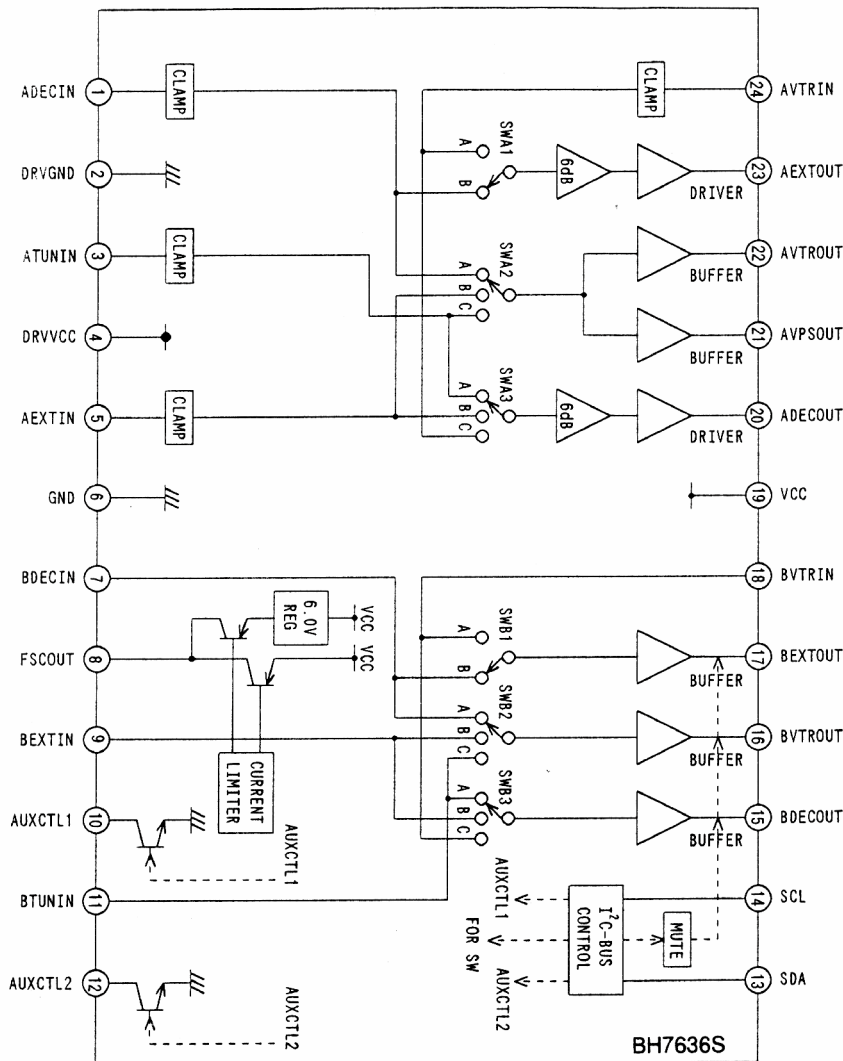 ADECIN 1 CLAMP
CLAMP 24 AVTRIN
DRVGND 2
A B SWA1 6dB DRIVER 23 AEXTOUT
ATUNIN 3 CLAMP
A B C SWA2 BUFFER 22 AVTROUT
DRVVCC 4
BUFFER 21 AVPSOUT
AEXTIN 5 CLAMP
A B C SWA3 6dB DRIVER 20 ADECOUT
GND 6
19 VCC
BDECIN 7
18 BVTRIN
6.0V REG VCC
FSCOUT 8 VCC
A B SWB1 BUFFER 17 BEXTOUT
BEXTIN 9
A B C SWB2 BUFFER 16 BVTROUT
CURRENT LIMITER
AUXCTL1 10 AUXCTL1
A B C SWB3 BUFFER 15 BDECOUT
BTUNIN 11
AUXCTL1 I²C-BUS CONTROL 14 SCL
FOR SW MUTE
AUXCTL2 12 AUXCTL2
AUXCTL2 13 SDA
BH7636S